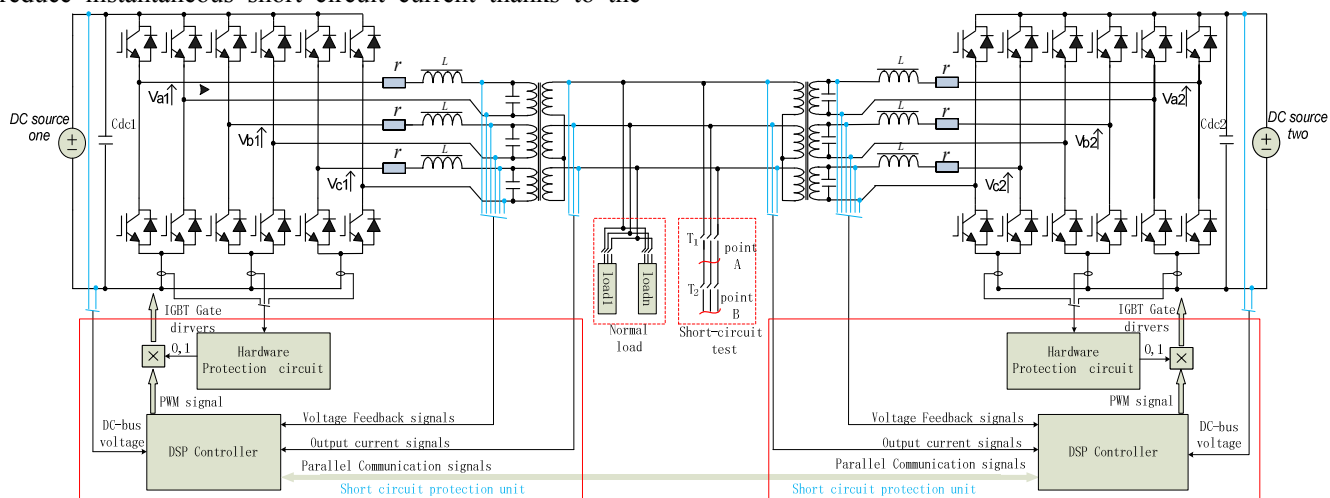 reduce instantaneous short circuit current thanks to the
DC source
one
Cdc1
Va1
Vb1
Vc1
r
L
r
L
r
L
L
r
L
r
L
r
Va2
Vb2
Vc2
Cdc2
DC source
two
load1
loadn
Normal
load
T1
point
A
T2
point
B
Short-circuit
test
IGBT Gate
dirvers
0,1
Hardware
Protection circuit
PWM signal
DC-bus
voltage
DSP Controller
Voltage Feedback signals
Output current signals
Parallel Communication signals
Short circuit protection unit
IGBT Gate
dirvers
Hardware
Protection circuit
0,1
PWM signal
Voltage Feedback signals
Output current signals
Parallel Communication signals
DSP Controller
DC-bus
voltage
Short circuit protection unit